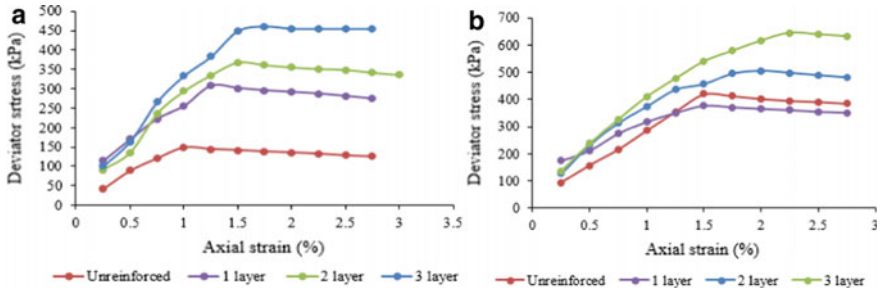 a
Deviator srtress (kPa)
500
450
400
350
300
250
200
150
100
50
0
0 0.5 1 1.5 2 2.5 3 3.5
Axial strain (%)
Unreinforced 1 layer 2 layer 3 layer
b
Deviator stress (kPa)
700
600
500
400
300
200
100
0
0 0.5 1 1.5 2 2.5 3
Axial strain (%)
Unreinforced 1 layer 2 layer 3 layer